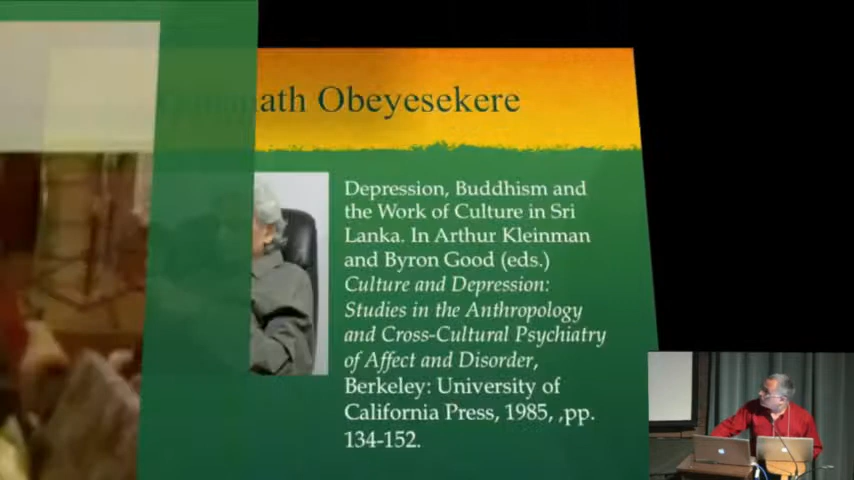 ath Obeyesekere
Depression, Buddhism and
the Work of Culture in Sri
Lanka. In Arthur Kleinman
and Byron Good (eds.)
Culture and Depression:
Studies in the Anthropology
and Cross-Cultural Psychiatry
of Affect and Disorder,
Berkeley: University of
California Press, 1985, ,pp.
134-152.